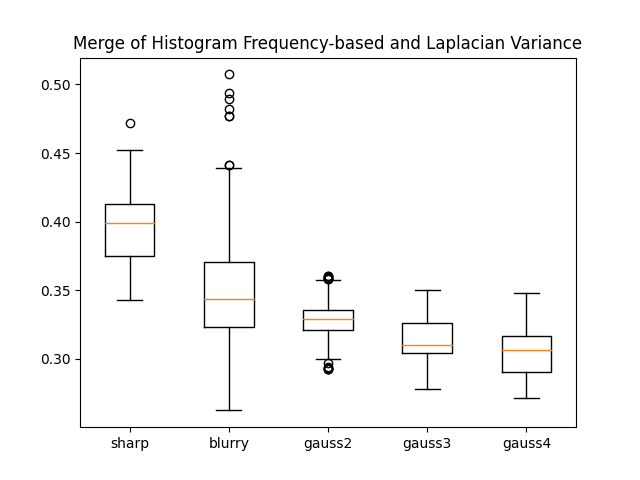 Merge of Histogram Frequency-based and Laplacian Variance
0.50
0.45
0.40
0.35
0.30
sharp blurry gauss2 gauss3 gauss4